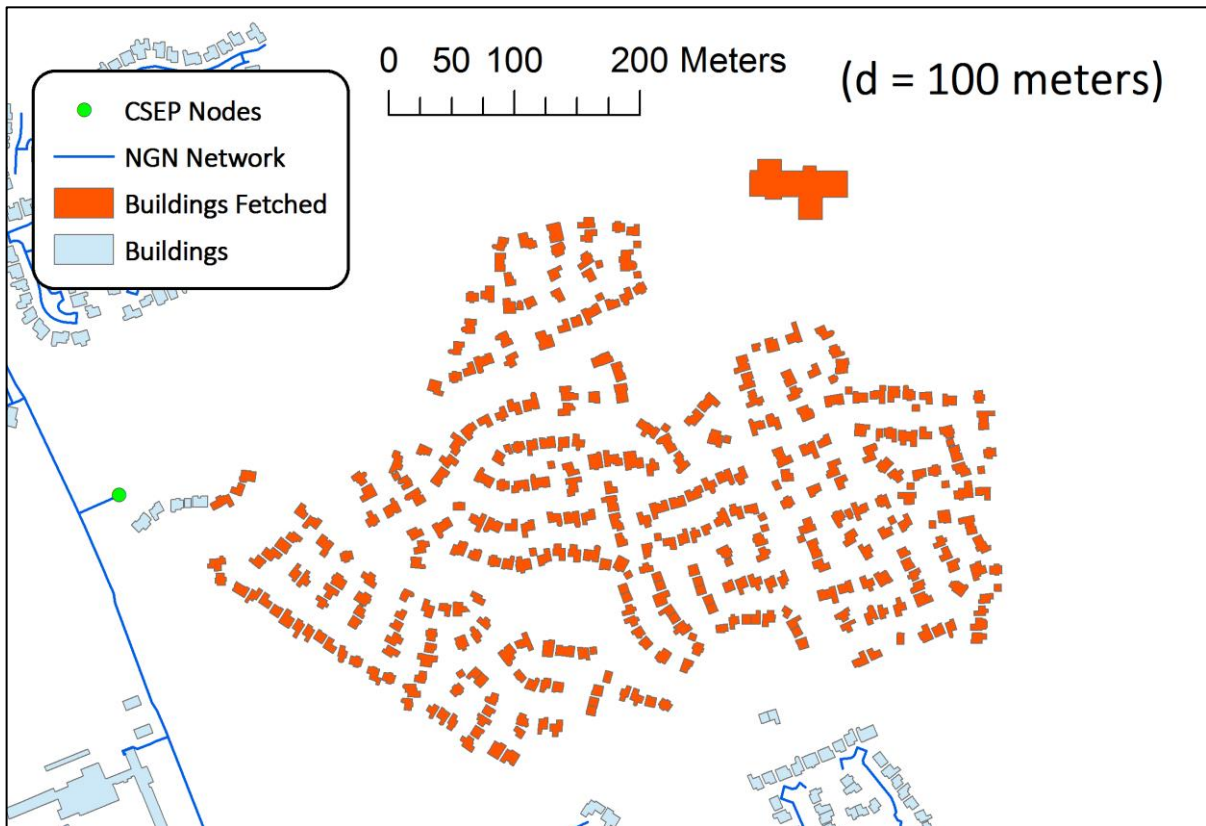 0 50 100 200 Meters
(d = 100 meters)
CSEP Nodes
NGN Network
Buildings Fetched
Buildings